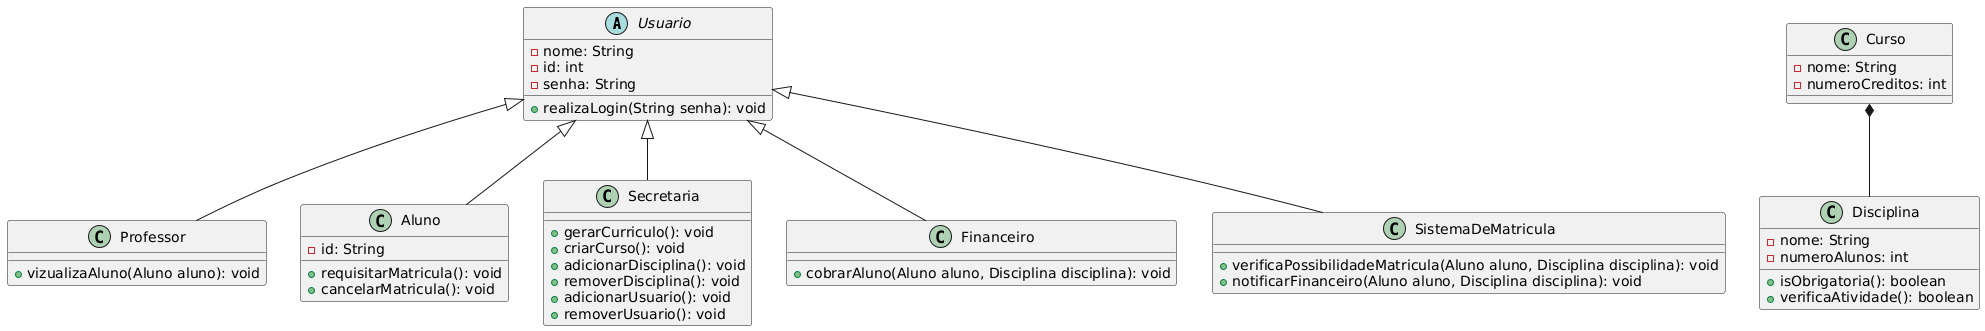 A Usuario
nome: String
id: int
senha: String
realizaLogin(String senha): void
C Curso
nome: String
numeroCreditos: int
C Professor
vizualizaAluno(Aluno aluno): void
C Aluno
id: String
requisitarMatricula(): void
cancelarMatricula(): void
C Secretaria
gerarCurriculo(): void
criarCurso(): void
adicionarDisciplina(): void
removerDisciplina(): void
adicionarUsuario(): void
removerUsuario(): void
C Financeiro
cobrarAluno(Aluno aluno, Disciplina disciplina): void
C SistemaDeMatricula
verificaPossibilidadeMatricula(Aluno aluno, Disciplina disciplina): void
notificarFinanceiro(Aluno aluno, Disciplina disciplina): void
C Disciplina
nome: String
numeroAlunos: int
isObrigatoria(): boolean
verificaAtividade(): boolean